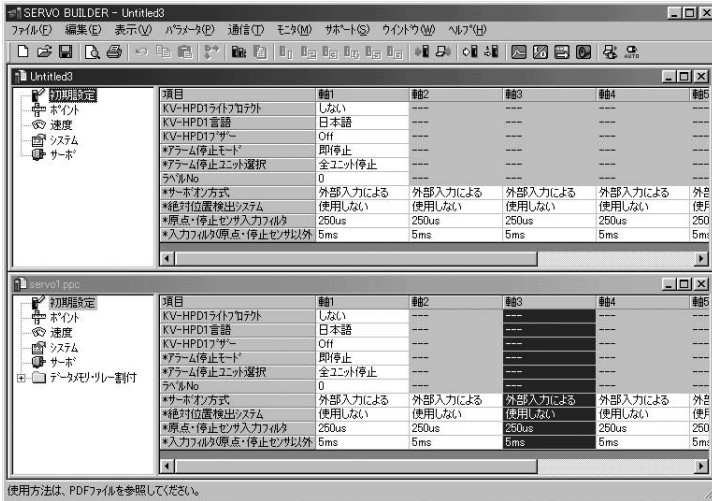 SERVO BUILDER - Untitled3
ファイル(F) 編集(E) 表示(V) パラメータ(P) 通信(T) モニタ(M) サポート(S) ウインドウ(W) ヘルプ(H)
Untitled3
初期設定
ポイント
速度
システム
サーボ
項目 軸1 軸2 軸3 軸4 軸5
KV-HPD1ライトプロテクト しない --- --- ---
KV-HPD1言語 日本語 --- --- ---
KV-HPD1ブザー Off --- --- ---
*アラーム停止モード 即停止 --- --- ---
*アラーム停止ユニット選択 全ユニット停止 --- --- ---
ラベルNo 0 --- --- ---
*サーボオン方式 外部入力による 外部入力による 外部入力による 外部入力による 外部
*絶対位置検出システム 使用しない 使用しない 使用しない 使用しない 使用
*原点・停止センサ入力フィルタ 250us 250us 250us 250us 250
*入力フィルタ(原点・停止センサ以外 5ms 5ms 5ms 5ms 5ms
servo1.ppc
初期設定
ポイント
速度
システム
サーボ
データメモリ・リレー割付
項目 軸1 軸2 軸3 軸4 軸5
KV-HPD1ライトプロテクト しない --- --- ---
KV-HPD1言語 日本語 --- --- ---
KV-HPD1ブザー Off --- --- ---
*アラーム停止モード 即停止 --- --- ---
*アラーム停止ユニット選択 全ユニット停止 --- --- ---
ラベルNo 0 --- --- ---
*サーボオン方式 外部入力による 外部入力による 外部入力による 外部入力による 外部
*絶対位置検出システム 使用しない 使用しない 使用しない 使用しない 使用
*原点・停止センサ入力フィルタ 250us 250us 250us 250us 250
*入力フィルタ(原点・停止センサ以外 5ms 5ms 5ms 5ms 5ms
使用方法は、PDFファイルを参照してください。